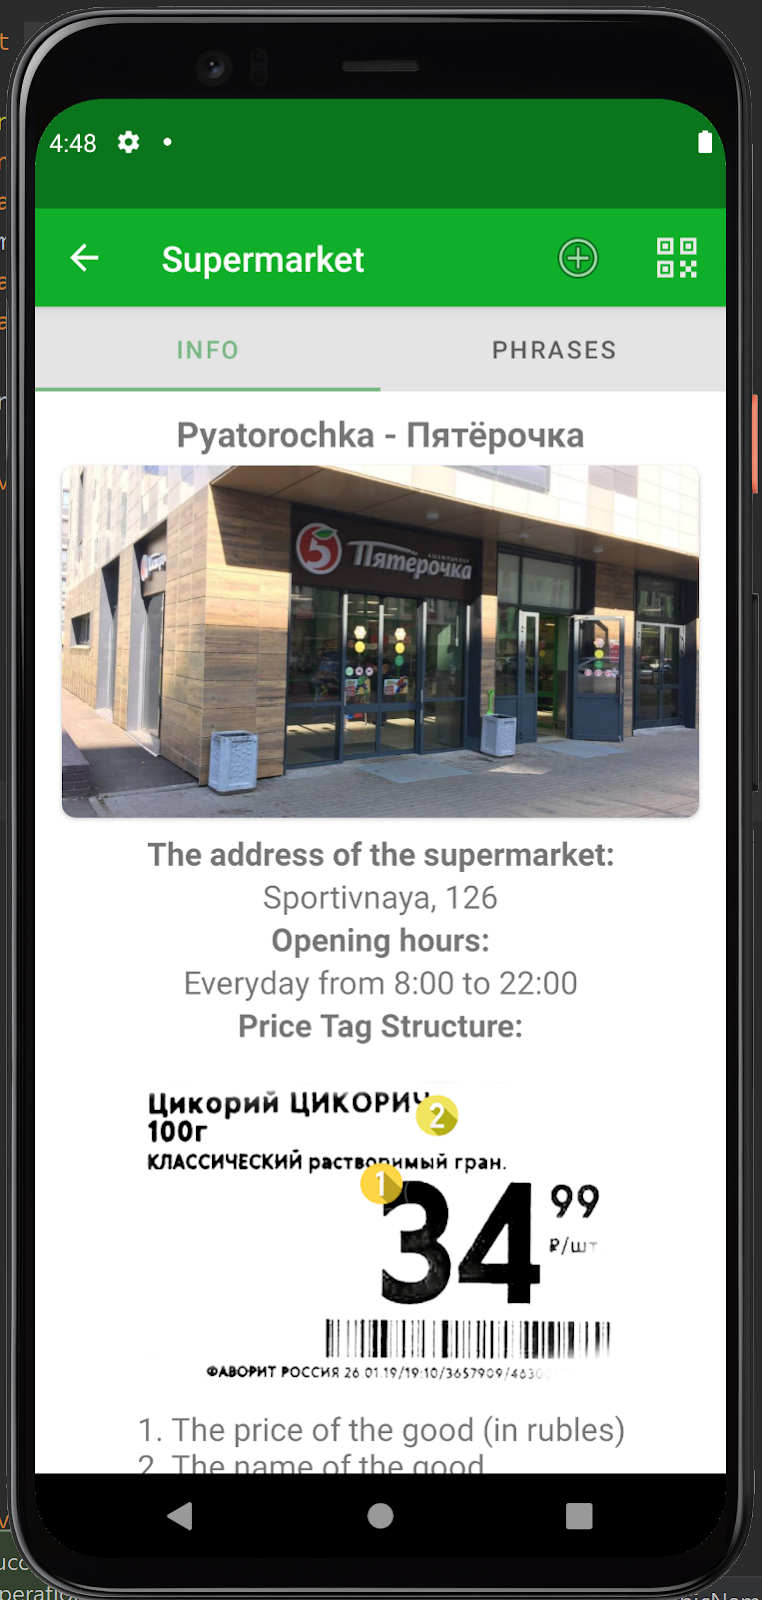 4:48
Supermarket
INFO
PHRASES
Pyatorochka - Пятёрочка
5 Пятёрочка
The address of the supermarket:
Sportivnaya, 126
Opening hours:
Everyday from 8:00 to 22:00
Price Tag Structure:
Цикорий ЦИКОРИЧ
2
100г
КЛАССИЧЕСКИЙ растворимый гран.
1
34 99
₽/шт
ФАВОРИТ РОССИЯ 26.01.19/19:10/3657909/4630
1. The price of the good (in rubles)
2. The name of the good